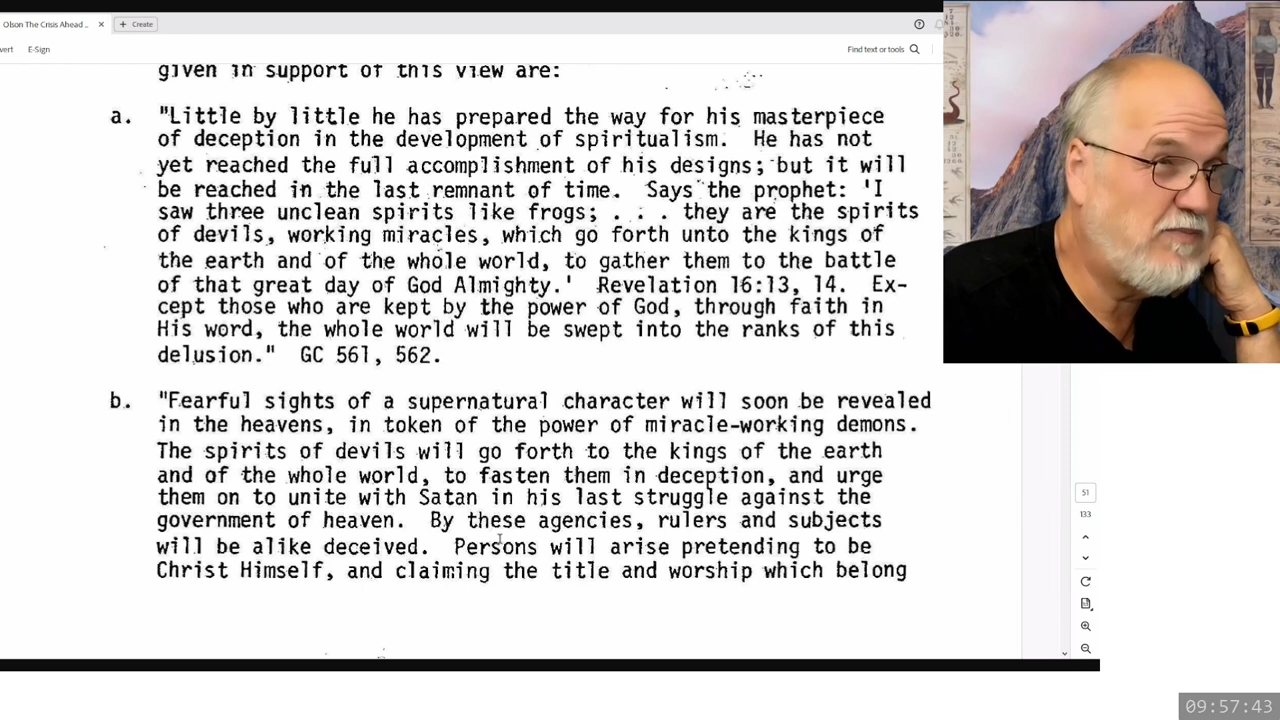 Olson The Crisis Ahead ..
Create
vert
E-Sign
Find text or tools
given in support of this view are:
a. "Little by little he has prepared the way for his masterpiece
of deception in the development of spiritualism. He has not
yet reached the full accomplishment of his designs; but it will
be reached in the last remnant of time. Says the prophet: 'I
saw three unclean spirits like frogs; . . . they are the spirits
of devils, working miracles, which go forth unto the kings of
the earth and of the whole world, to gather them to the battle
of that great day of God Almighty.' Revelation 16:13, 14. Ex-
cept those who are kept by the power of God, through faith in
His word, the whole world will be swept into the ranks of this
delusion." GC 561, 562.
b. "Fearful sights of a supernatural character will soon be revealed
in the heavens, in token of the power of miracle-working demons.
The spirits of devils will go forth to the kings of the earth
and of the whole world, to fasten them in deception, and urge
them on to unite with Satan in his last struggle against the
government of heaven. By these agencies, rulers and subjects
will be alike deceived. Persons will arise pretending to be
Christ Himself, and claiming the title and worship which belong
51
133
09:57:43